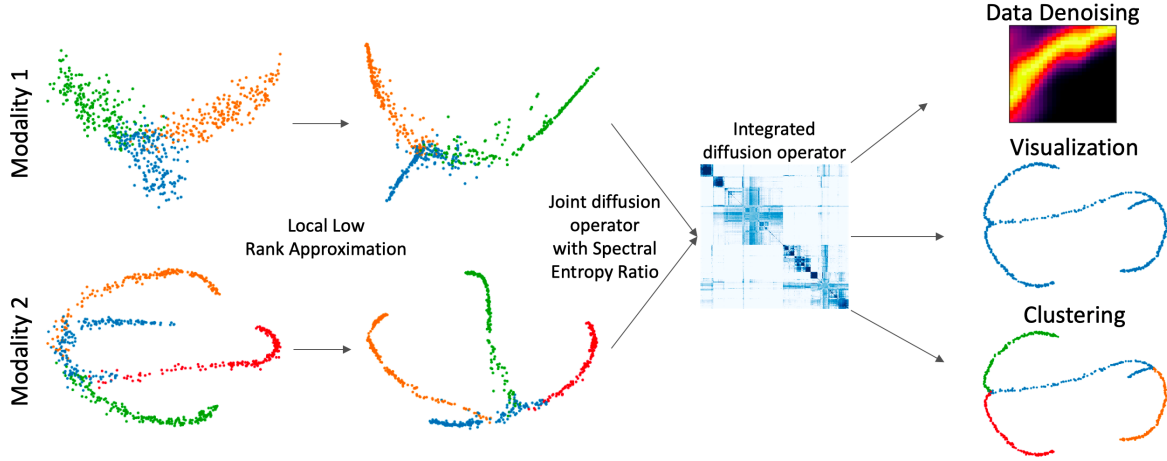 Modality 1
Modality 2
Local Low
Rank Approximation
Joint diffusion
operator
with Spectral
Entropy Ratio
Integrated
diffusion operator
Data Denoising
Visualization
Clustering